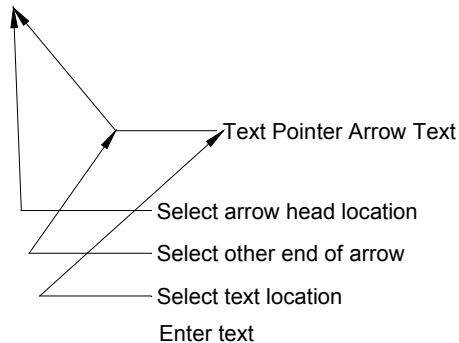 Text Pointer Arrow Text
Select arrow head location
Select other end of arrow
Select text location
Enter text